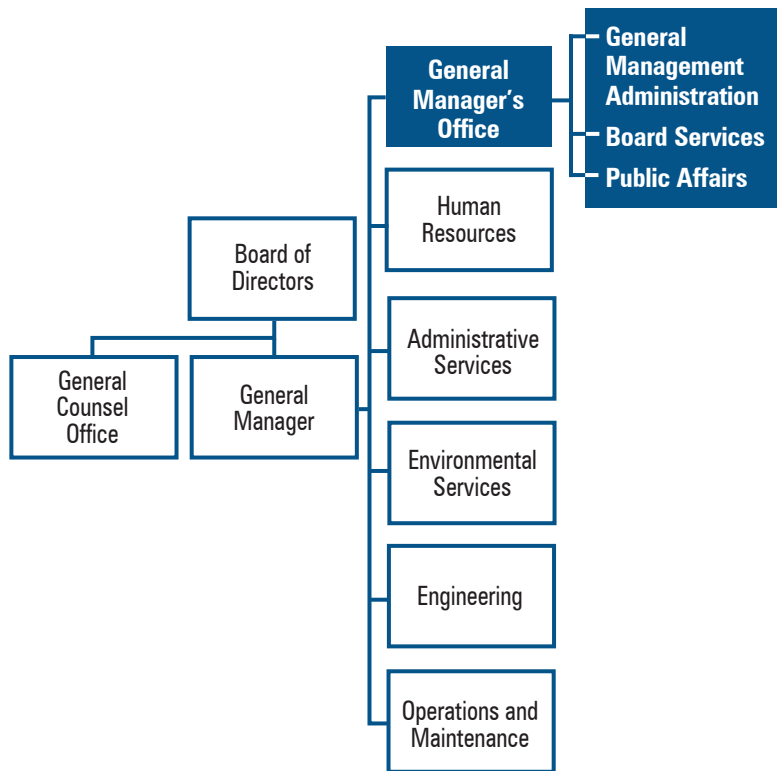 General
Manager’s
Office
General
Management
Administration
Board Services
Public Affairs
Human
Resources
Board of
Directors
Administrative
Services
General
Counsel
Office
General
Manager
Environmental
Services
Engineering
Operations and
Maintenance